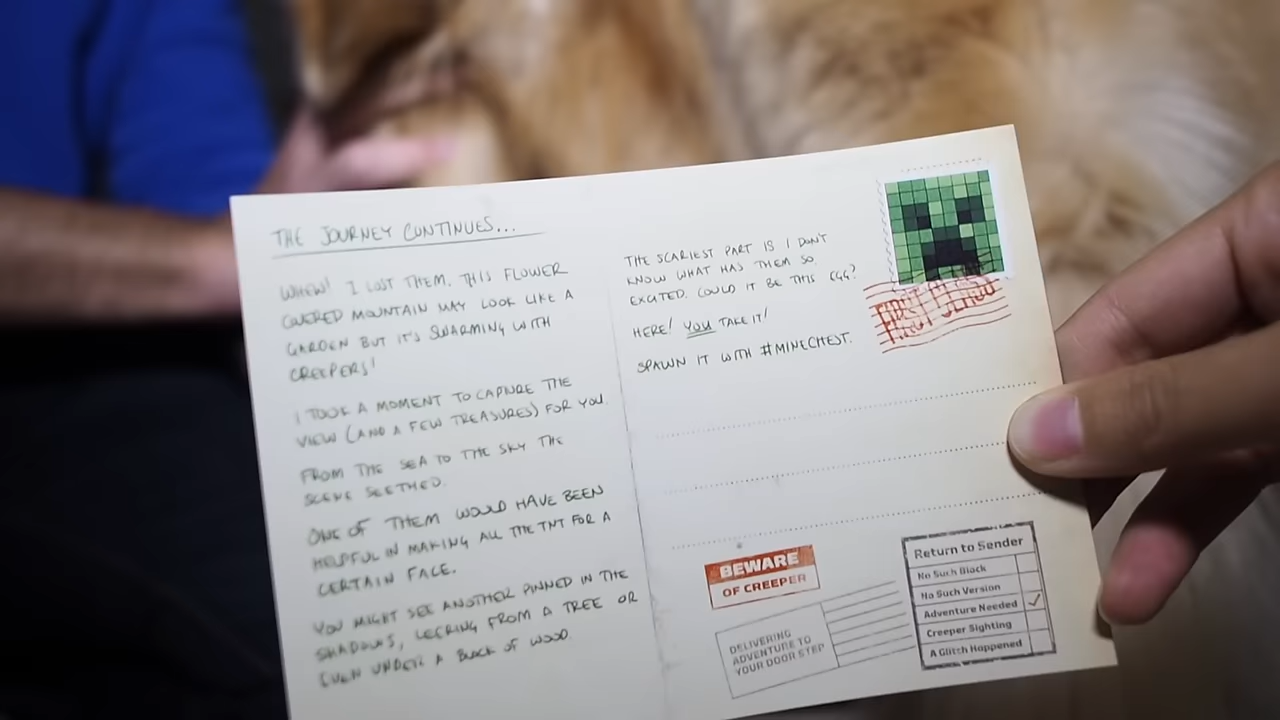 THE JOURNEY CONTINUES...
WHEW! I LOST THEM. THIS FLOWER
COVERED MOUNTAIN MAY LOOK LIKE A
GARDEN BUT IT'S SWARMING WITH
CREEPERS!
I TOOK A MOMENT TO CAPTURE THE
VIEW (AND A FEW TREASURES) FOR YOU.
FROM THE SEA TO THE SKY THE
SCENE SEETHED.
ONE OF THEM WOULD HAVE BEEN
HELPFUL IN MAKING ALL THE TNT FOR A
CERTAIN FACE.
YOU MIGHT SEE ANOTHER PINNED IN THE
SHADOWS, LEERING FROM A TREE OR
EVEN UNDER A BLOCK OF WOOD.
THE SCARIEST PART IS I DON'T
KNOW WHAT HAS THEM SO
EXCITED. COULD IT BE THIS EGG?
HERE! YOU TAKE IT!
SPAWN IT WITH #MINECHEST.
FIRST CLASS
BEWARE
OF CREEPER
DELIVERING
ADVENTURE TO
YOUR DOOR STEP
Return to Sender
No Such Block
No Such Version
Adventure Needed
Creeper Sighting
A Glitch Happened